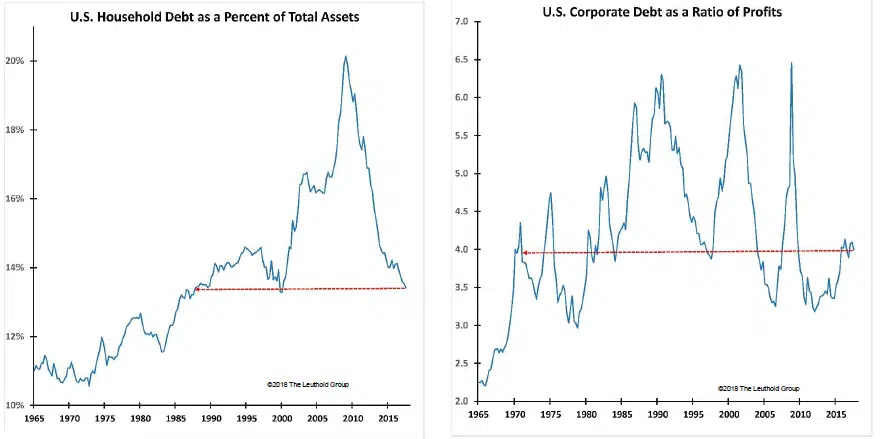 U.S. Household Debt as a Percent of Total Assets
20%
18%
16%
14%
12%
10%
©2018 The Leuthold Group
1965 1970 1975 1980 1985 1990 1995 2000 2005 2010 2015
U.S. Corporate Debt as a Ratio of Profits
7.0
6.5
6.0
5.5
5.0
4.5
4.0
3.5
3.0
2.5
2.0
©2018 The Leuthold Group
1965 1970 1975 1980 1985 1990 1995 2000 2005 2010 2015